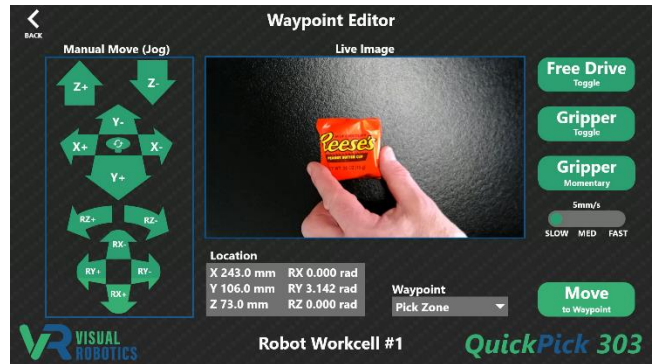 Waypoint Editor
BACK
Manual Move (Jog)
Live Image
Z+
Z-
Y-
X+
X-
Y+
RZ+
RZ-
RX-
RY+
RY-
RX+
Reese's
PEANUT BUTTER CUP
Free Drive
Toggle
Gripper
Toggle
Gripper
Momentary
5mm/s
SLOW MED FAST
Location
X 243.0 mm RX 0.000 rad
Y 106.0 mm RY 3.142 rad
Z 73.0 mm RZ 0.000 rad
Waypoint
Pick Zone
Move
to Waypoint
VR VISUAL
ROBOTICS
Robot Workcell #1
QuickPick 303